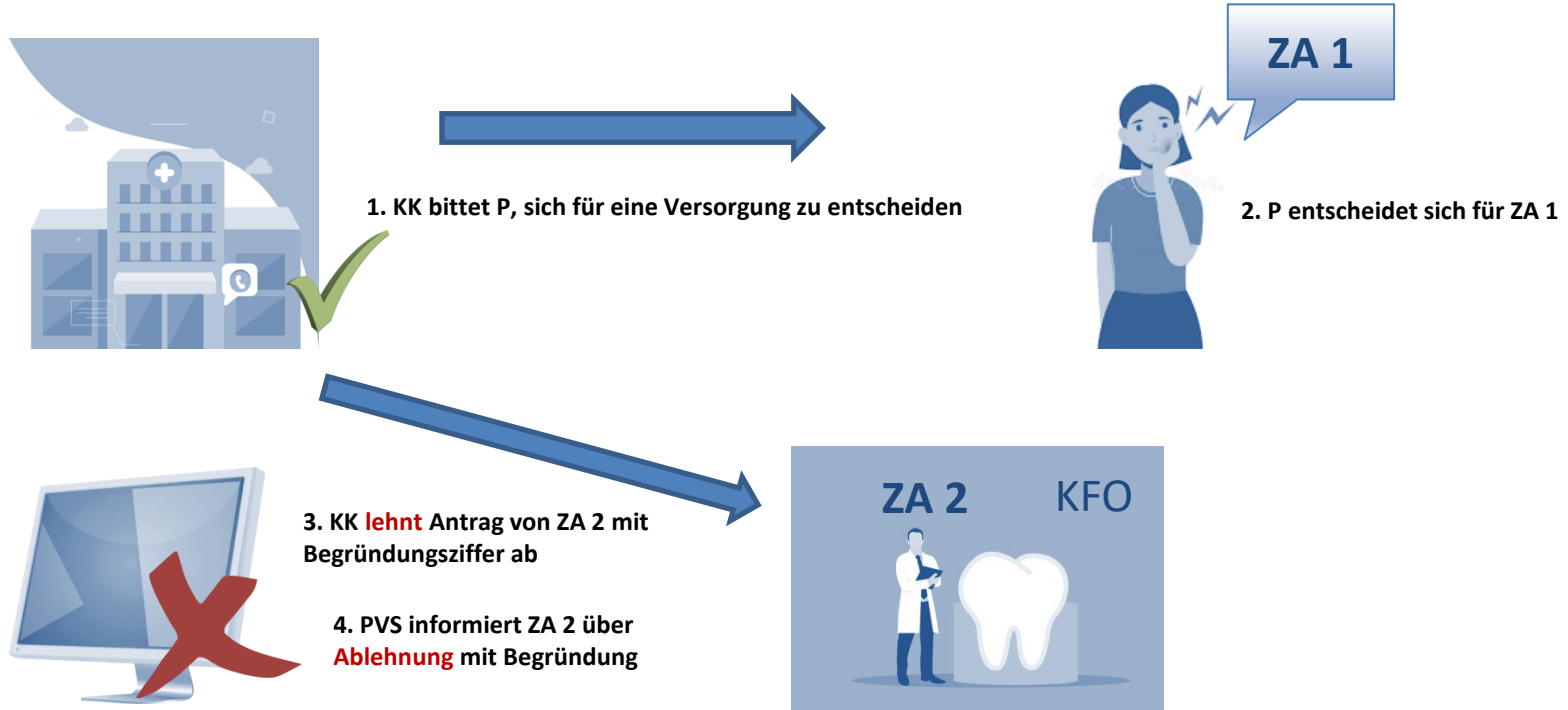 ZA 1
1. KK bittet P, sich für eine Versorgung zu entscheiden
2. P entscheidet sich für ZA 1
ZA 2 KFO
3. KK lehnt Antrag von ZA 2 mit
Begründungsziffer ab
4. PVS informiert ZA 2 über
Ablehnung mit Begründung